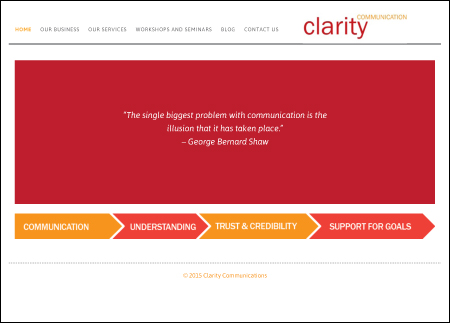 HOME OUR BUSINESS OUR SERVICES WORKSHOPS AND SEMINARS BLOG CONTACT US
COMMUNICATION
clarity
"The single biggest problem with communication is the
illusion that it has taken place."
– George Bernard Shaw
COMMUNICATION UNDERSTANDING TRUST & CREDIBILITY SUPPORT FOR GOALS
© 2015 Clarity Communications